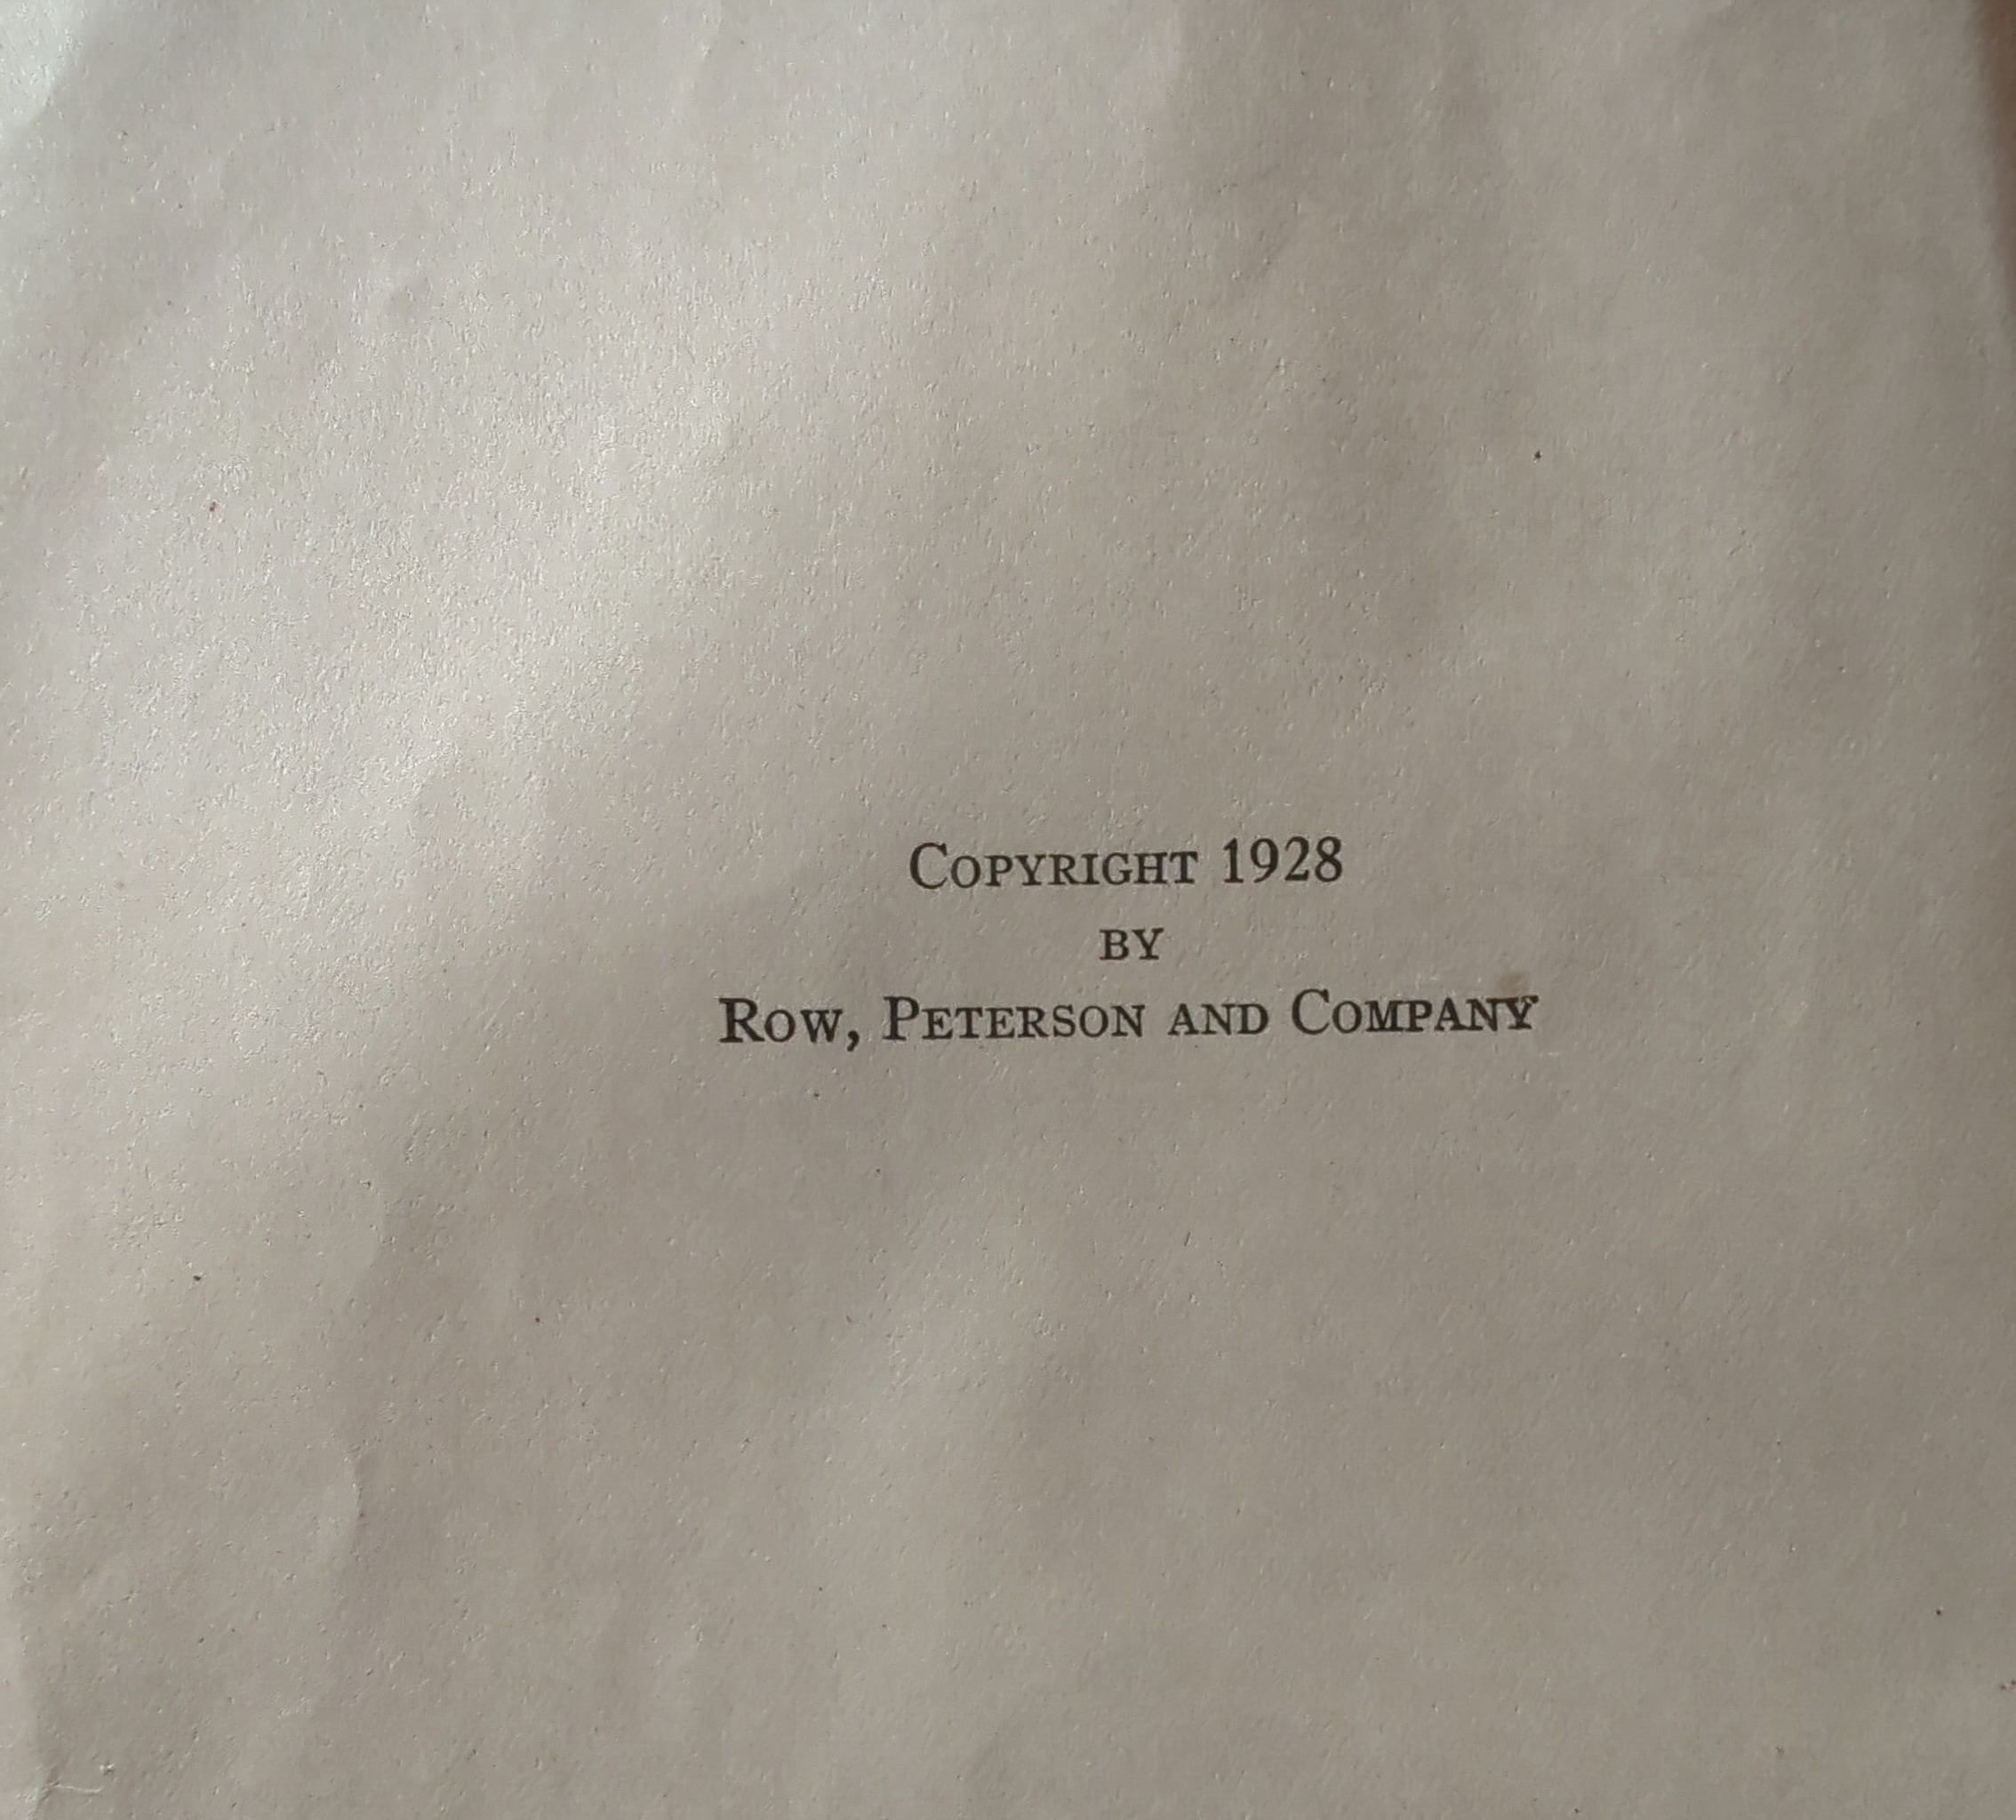 Copyright 1928
by
Row, Peterson and Company